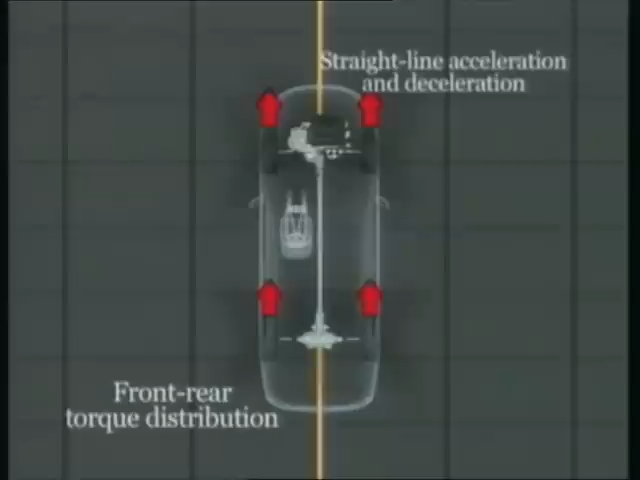 Straight-line acceleration
and deceleration
Front-rear
torque distribution